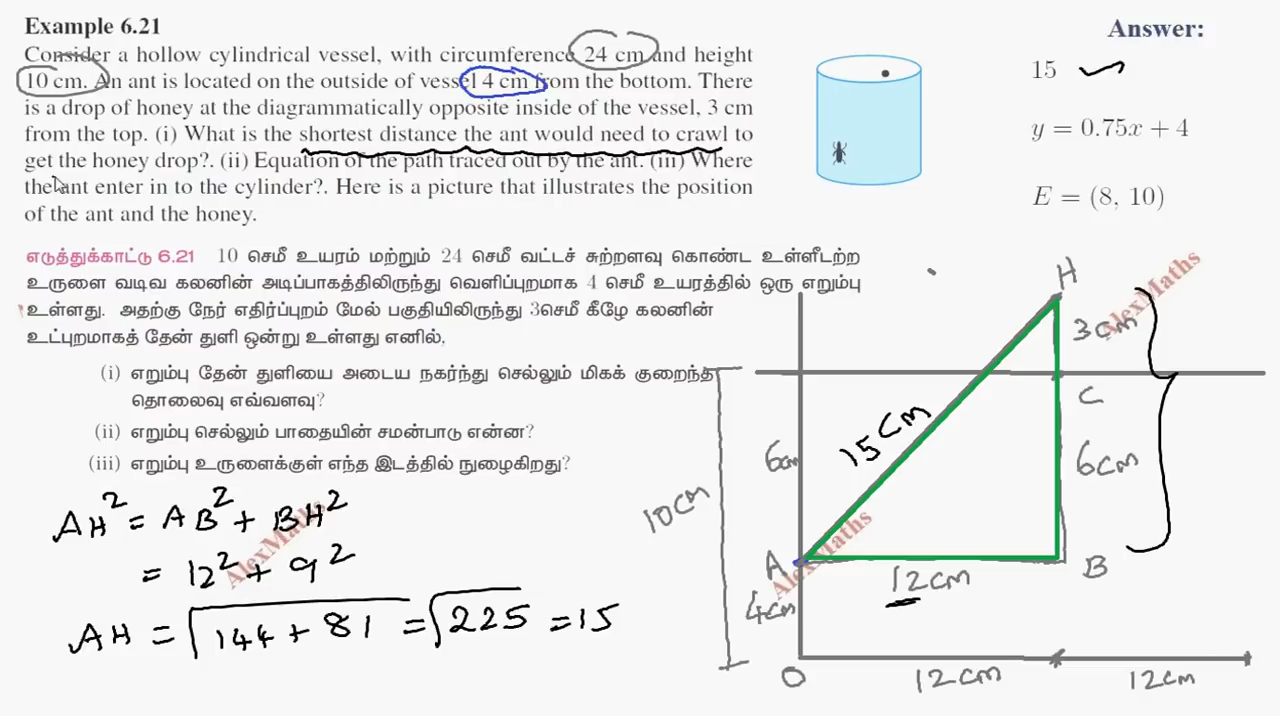 Example 6.21
Consider a hollow cylindrical vessel, with circumference 24 cm and height
10 cm. An ant is located on the outside of vessel 4 cm from the bottom. There
is a drop of honey at the diagrammatically opposite inside of the vessel, 3 cm
from the top. (i) What is the shortest distance the ant would need to crawl to
get the honey drop?. (ii) Equation of the path traced out by the ant. (iii) Where
the ant enter in to the cylinder?. Here is a picture that illustrates the position
of the ant and the honey.
Answer:
15
y = 0.75x + 4
E = (8, 10)
எடுத்துக்காட்டு 6.21 10 செமீ உயரம் மற்றும் 24 செமீ வட்டச் சுற்றளவு கொண்ட உள்ளீடற்ற
உருளை வடிவ கலனின் அடிப்பாகத்திலிருந்து வெளிப்புறமாக 4 செமீ உயரத்தில் ஒரு எறும்பு
உள்ளது. அதற்கு நேர் எதிர்ப்புறம் மேல் பகுதியிலிருந்து 3செமீ கீழே கலனின்
உட்புறமாகத் தேன் துளி ஒன்று உள்ளது எனில்,
(i) எறும்பு தேன் துளியை அடைய நகர்ந்து செல்லும் மிகக் குறைந்த
தொலைவு எவ்வளவு?
(ii) எறும்பு செல்லும் பாதையின் சமன்பாடு என்ன?
(iii) எறும்பு உருளைக்குள் எந்த இடத்தில் நுழைகிறது?
AH² = AB² + BH²
= 12² + 9²
AH = √144 + 81 = √225 = 15
H
3cm
C
6cm
15cm
6cm
10cm
A
12cm
B
4cm
O
12cm
12cm
AlexMaths
AlexMaths
AlexMaths